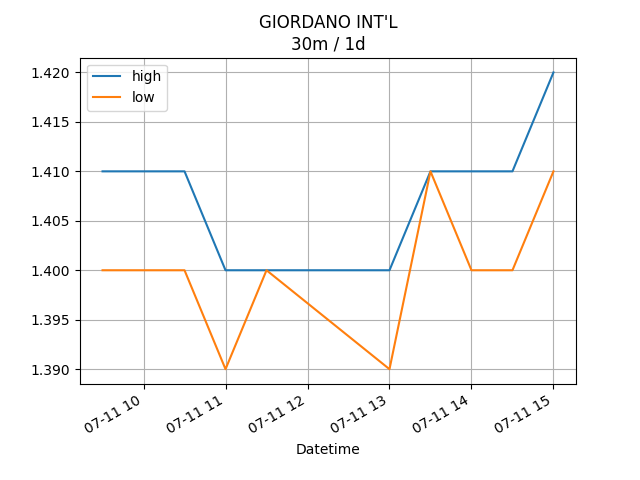 GIORDANO INT'L
30m / 1d
high
low
1.420
1.415
1.410
1.405
1.400
1.395
1.390
07-11 10
07-11 11
07-11 12
07-11 13
07-11 14
07-11 15
Datetime